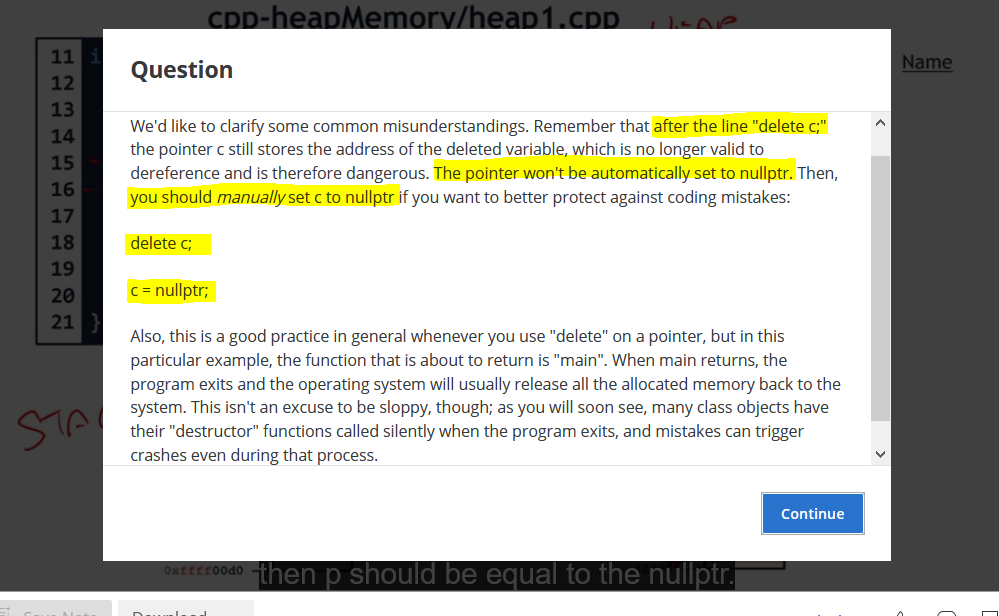 cpp-heapMemory/heap1.cpp
Name
11 i
12
13
14
15
16
17
18
19
20
21 }
Question
We'd like to clarify some common misunderstandings. Remember that after the line "delete c;"
the pointer c still stores the address of the deleted variable, which is no longer valid to
dereference and is therefore dangerous. The pointer won't be automatically set to nullptr. Then,
you should manually set c to nullptr if you want to better protect against coding mistakes:
delete c;
c = nullptr;
Also, this is a good practice in general whenever you use "delete" on a pointer, but in this
particular example, the function that is about to return is "main". When main returns, the
program exits and the operating system will usually release all the allocated memory back to the
system. This isn't an excuse to be sloppy, though; as you will soon see, many class objects have
their "destructor" functions called silently when the program exits, and mistakes can trigger
crashes even during that process.
Continue
STA
0xffff00d0
then p should be equal to the nullptr.
Save Note
Download